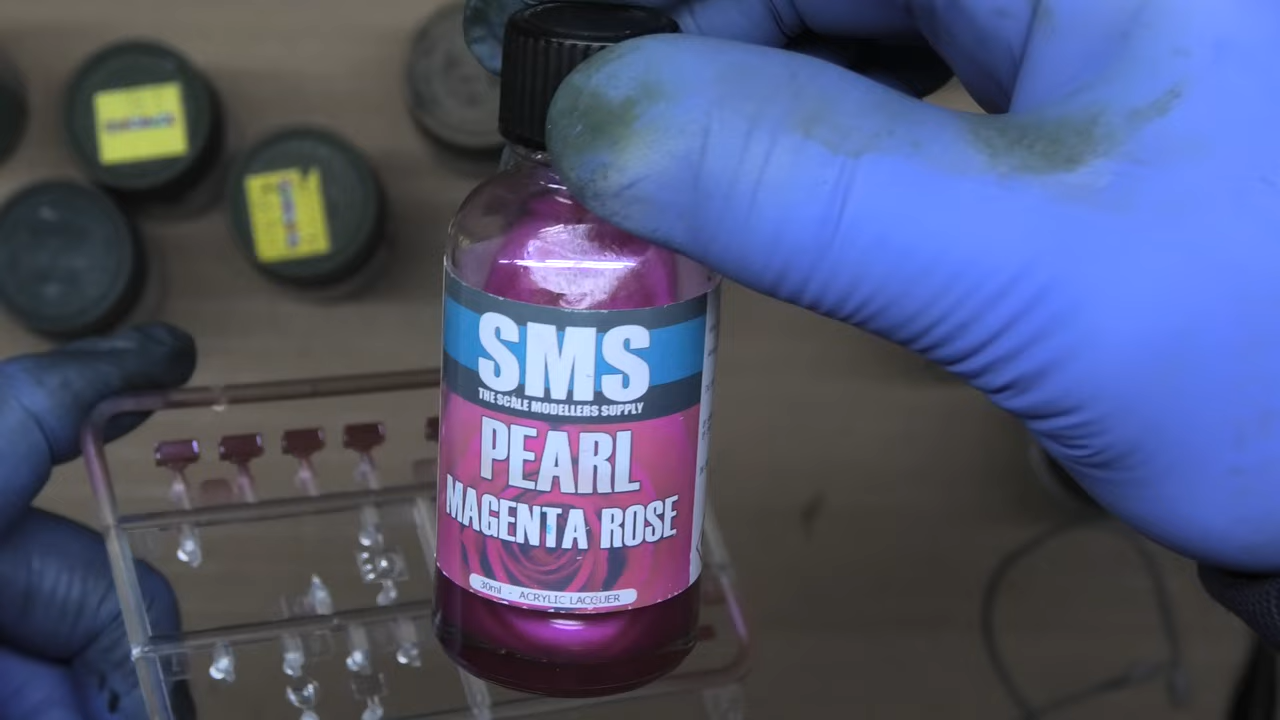 SMS
THE SCALE MODELLERS SUPPLY
PEARL
MAGENTA ROSE
30ml - ACRYLIC LACQUER